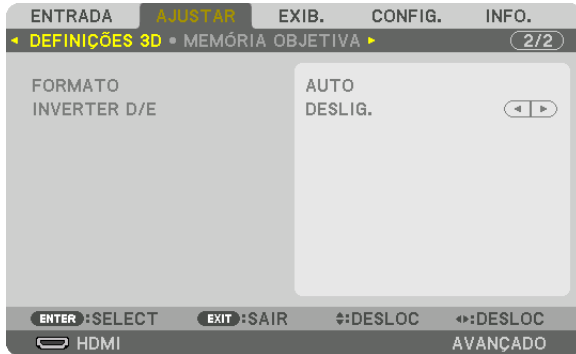 ENTRADA AJUSTAR EXIB. CONFIG. INFO.
DEFINIÇÕES 3D • MEMÓRIA OBJETIVA 2/2
FORMATO AUTO
INVERTER D/E DESLIG.
ENTER :SELECT EXIT :SAIR :DESLOC :DESLOC
HDMI AVANÇADO